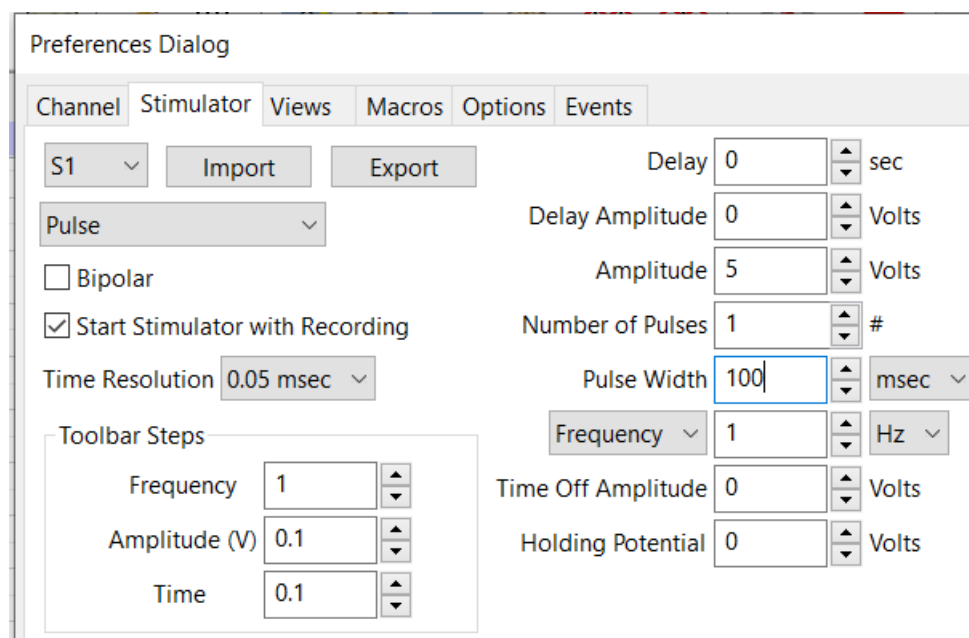 Preferences Dialog
Channel Stimulator Views Macros Options Events
S1 Import Export
Pulse
Bipolar
Start Stimulator with Recording
Time Resolution 0.05 msec
Toolbar Steps
Frequency 1
Amplitude (V) 0.1
Time 0.1
Delay 0 sec
Delay Amplitude 0 Volts
Amplitude 5 Volts
Number of Pulses 1 #
Pulse Width 100 msec
Frequency 1 Hz
Time Off Amplitude 0 Volts
Holding Potential 0 Volts